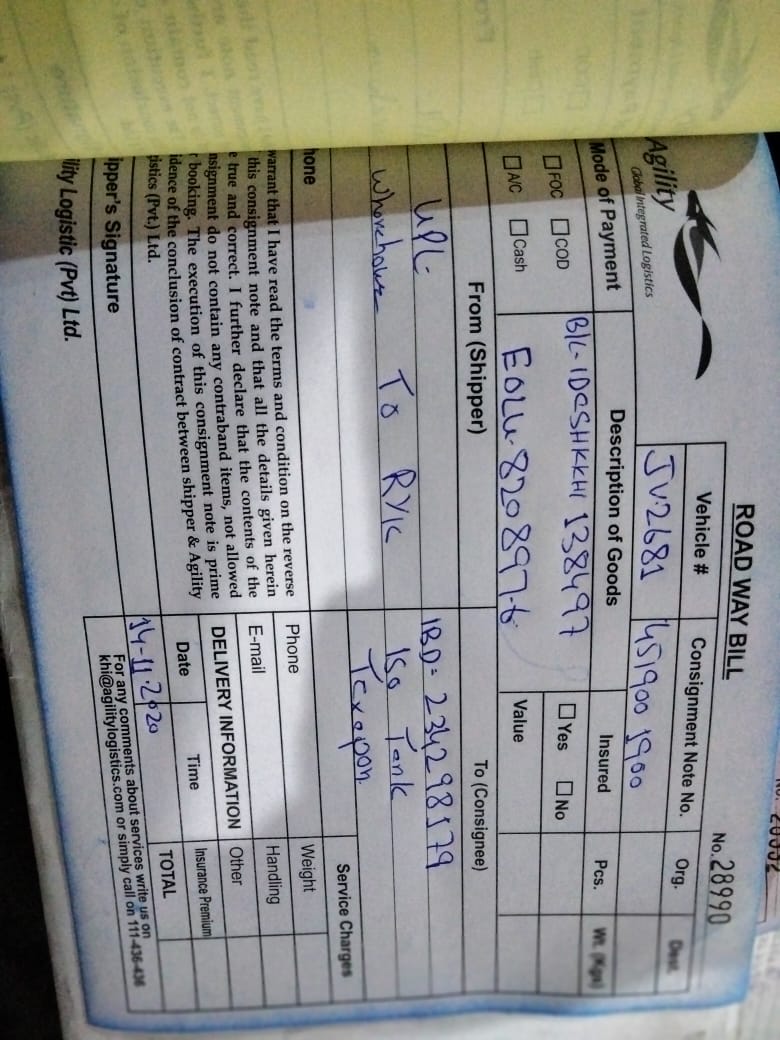 ROAD WAY BILL
No. 28990
Agility
Global Integrated Logistics
Vehicle #
Consignment Note No.
Org.
Dest.
JV-2681
451900 1900
Mode of Payment
Description of Goods
Insured
Pcs.
Wt. (Kgs)
FOC
COD
B/L- IDCSHKKHI 138497
Yes
No
A/C
Cash
EOLU-820897-6
Value
From (Shipper)
To (Consignee)
UPL
IBD- 234298579
Wherehouse To RYK
Iso Tank
Texapon
Service Charges
hone
Phone
Weight
warrant that I have read the terms and condition on the reverse
this consignment note and that all the details given herein
e true and correct. I further declare that the contents of the
nsignment do not contain any contraband items, not allowed
r booking. The execution of this consignment note is prime
idence of the conclusion of contract between shipper & Agility
gistics (Pvt.) Ltd.
E-mail
Handling
DELIVERY INFORMATION
Other
Date
Time
Insurance Premium
14-11-2020
TOTAL
ipper's Signature
For any comments about services write us on
khi@agilitylogistics.com or simply call on 111-436-436
ility Logistic (Pvt) Ltd.